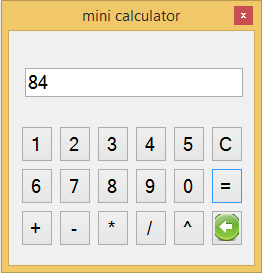 mini calculator
x
84
1 2 3 4 5 C
6 7 8 9 0 =
+ - * / ^